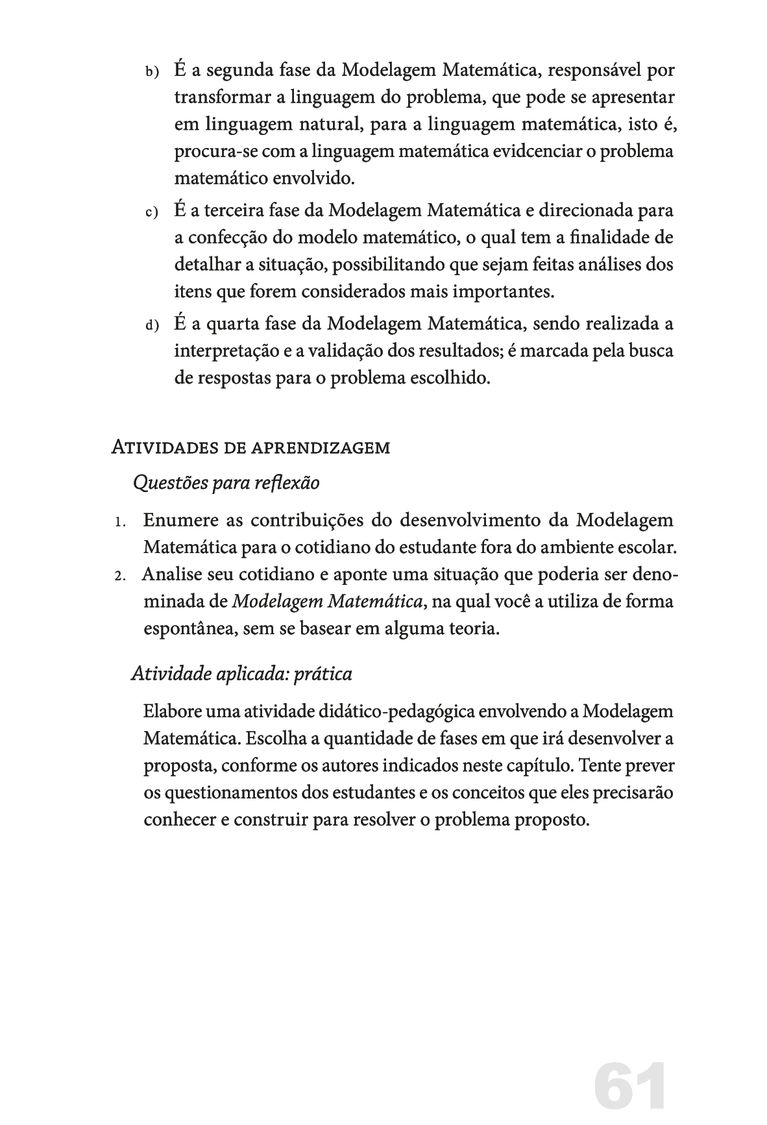 b) É a segunda fase da Modelagem Matemática, responsável por
transformar a linguagem do problema, que pode se apresentar
em linguagem natural, para a linguagem matemática, isto é,
procura-se com a linguagem matemática evidcenciar o problema
matemático envolvido.
c) É a terceira fase da Modelagem Matemática e direcionada para
a confecção do modelo matemático, o qual tem a finalidade de
detalhar a situação, possibilitando que sejam feitas análises dos
itens que forem considerados mais importantes.
d) É a quarta fase da Modelagem Matemática, sendo realizada a
interpretação e a validação dos resultados; é marcada pela busca
de respostas para o problema escolhido.
Atividades de aprendizagem
Questões para reflexão
1. Enumere as contribuições do desenvolvimento da Modelagem
Matemática para o cotidiano do estudante fora do ambiente escolar.
2. Analise seu cotidiano e aponte uma situação que poderia ser deno-
minada de Modelagem Matemática, na qual você a utiliza de forma
espontânea, sem se basear em alguma teoria.
Atividade aplicada: prática
Elabore uma atividade didático-pedagógica envolvendo a Modelagem
Matemática. Escolha a quantidade de fases em que irá desenvolver a
proposta, conforme os autores indicados neste capítulo. Tente prever
os questionamentos dos estudantes e os conceitos que eles precisarão
conhecer e construir para resolver o problema proposto.
61